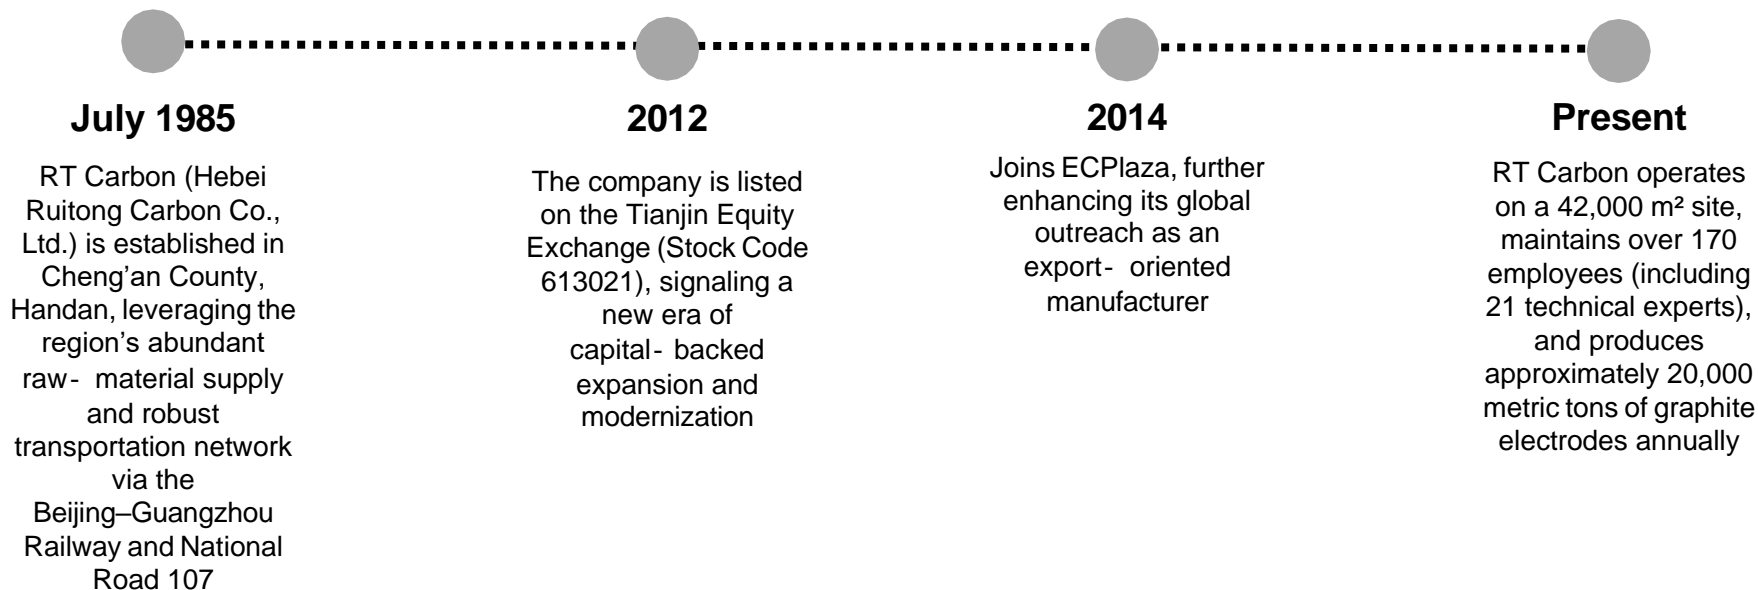 July 1985
RT Carbon (Hebei
Ruitong Carbon Co.,
Ltd.) is established in
Cheng’an County,
Handan, leveraging the
region’s abundant
raw- material supply
and robust
transportation network
via the
Beijing–Guangzhou
Railway and National
Road 107
2012
The company is listed
on the Tianjin Equity
Exchange (Stock Code
613021), signaling a
new era of
capital- backed
expansion and
modernization
2014
Joins ECPlaza, further
enhancing its global
outreach as an
export- oriented
manufacturer
Present
RT Carbon operates
on a 42,000 m² site,
maintains over 170
employees (including
21 technical experts),
and produces
approximately 20,000
metric tons of graphite
electrodes annually